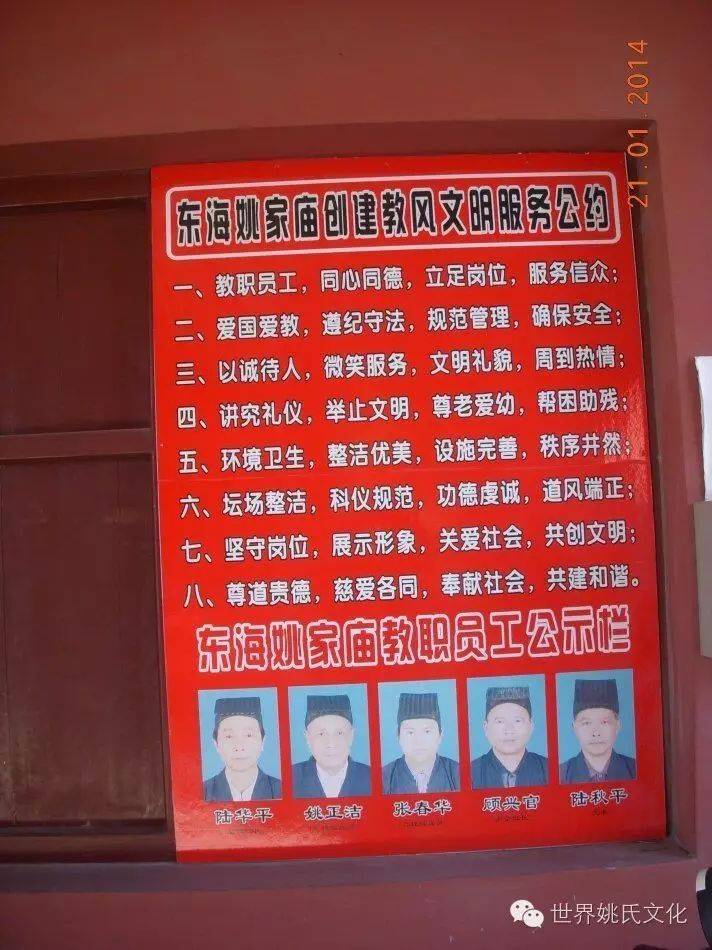 21.01.2014
东海姚家庙创建教风文明服务公约
一、教职员工，同心同德，立足岗位，服务信众；
二、爱国爱教，遵纪守法，规范管理，确保安全；
三、以诚待人，微笑服务，文明礼貌，周到热情；
四、讲究礼仪，举止文明，尊老爱幼，帮困助残；
五、环境卫生，整洁优美，设施完善，秩序井然；
六、坛场整洁，科仪规范，功德虔诚，道风端正；
七、坚守岗位，展示形象，关爱社会，共创文明；
八、尊道贵德，慈爱各同，奉献社会，共建和谐。
东海姚家庙教职员工公示栏
陆华平 姚正洁 张春华 顾兴官 陆秋平
世界姚氏文化